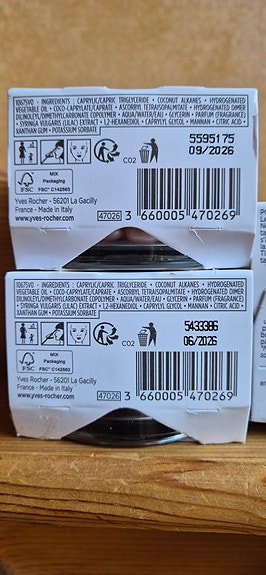 10675V0 - INGREDIENTS : CAPRYLIC/CAPRIC TRIGLYCERIDE • COCONUT ALKANES • HYDROGENATED
VEGETABLE OIL • COCO-CAPRYLATE/CAPRATE • ASCORBYL TETRAISOPALMITATE • HYDROGENATED DIMER
DILINOLEYL/DIMETHYLCARBONATE COPOLYMER • AQUA/WATER/EAU • GLYCERIN • PARFUM (FRAGRANCE)
• SYRINGA VULGARIS (LILAC) EXTRACT • 1,2-HEXANEDIOL • CAPRYLYL GLYCOL • MANNAN • CITRIC ACID •
XANTHAN GUM • POTASSIUM SORBATE
5595175
09/2026
FSC
MIX
Packaging
FSC® C142583
CO2
Yves Rocher - 56201 La Gacilly
France - Made in Italy
www.yves-rocher.com
47026
3 660005 470269
10675V0 - INGREDIENTS : CAPRYLIC/CAPRIC TRIGLYCERIDE • COCONUT ALKANES • HYDROGENATED
VEGETABLE OIL • COCO-CAPRYLATE/CAPRATE • ASCORBYL TETRAISOPALMITATE • HYDROGENATED DIMER
DILINOLEYL/DIMETHYLCARBONATE COPOLYMER • AQUA/WATER/EAU • GLYCERIN • PARFUM (FRAGRANCE)
• SYRINGA VULGARIS (LILAC) EXTRACT • 1,2-HEXANEDIOL • CAPRYLYL GLYCOL • MANNAN • CITRIC ACID •
XANTHAN GUM • POTASSIUM SORBATE
5433386
06/2026
FSC
MIX
Packaging
FSC® C142583
CO2
Yves Rocher - 56201 La Gacilly
France - Made in Italy
www.yves-rocher.com
47026
3 660005 470269